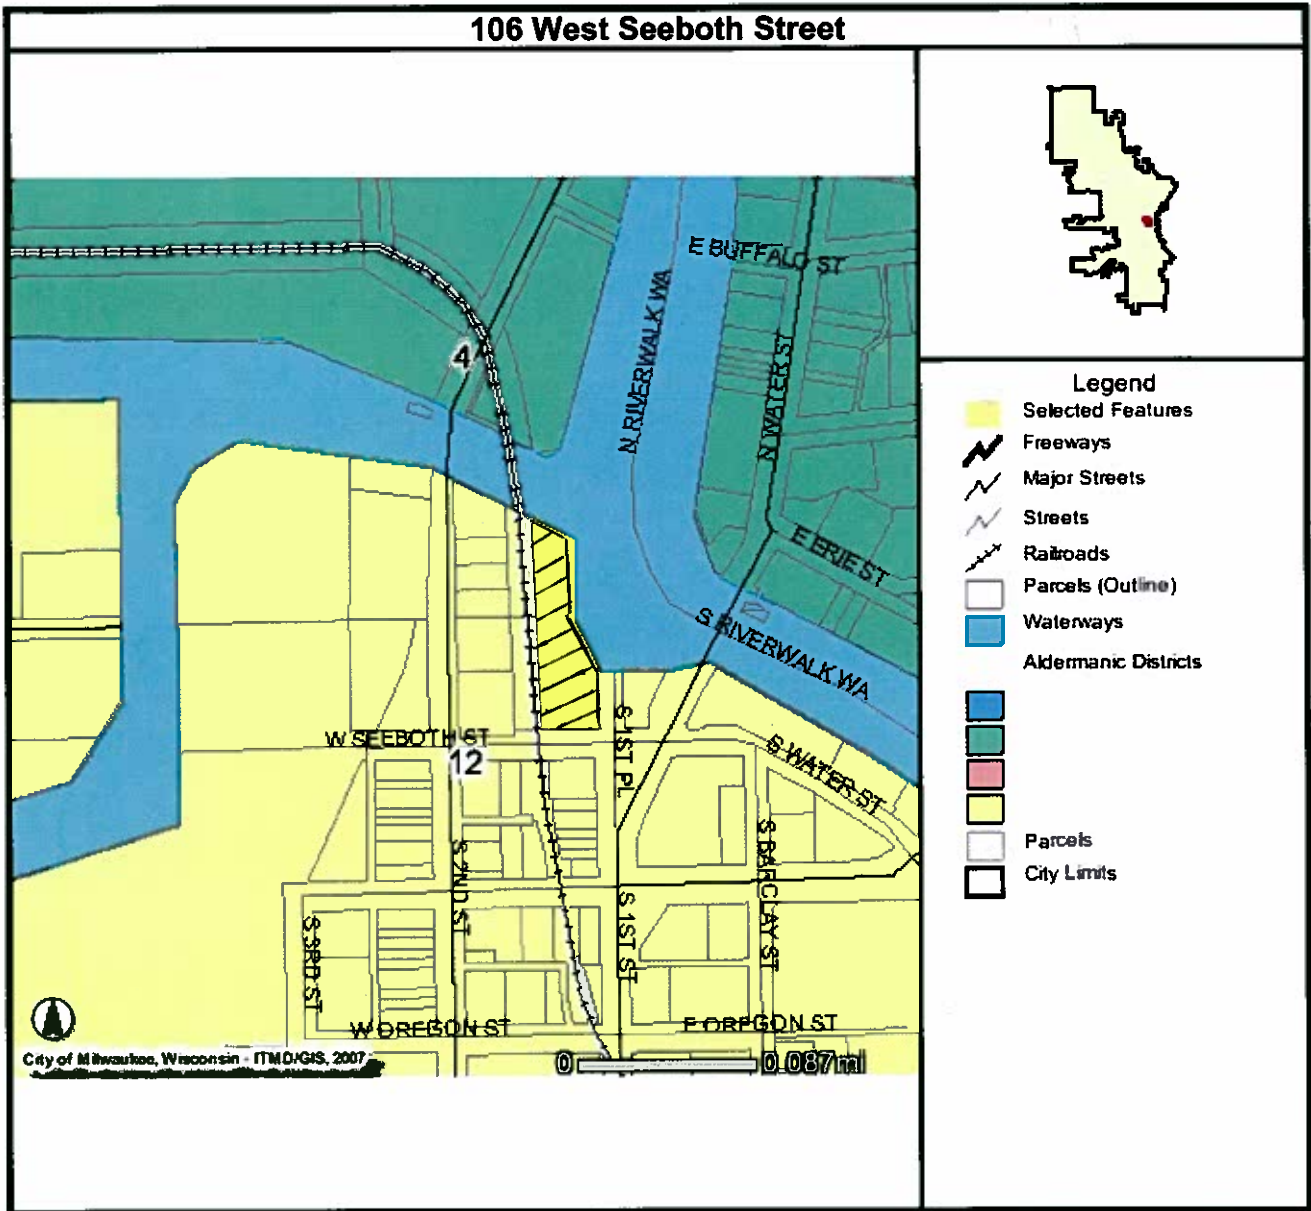 106 West Seeboth Street
E BUFFALO ST
N RIVERWALK WA
N WATER ST
4
E ERIE ST
S RIVERWALK WA
W SEEBOTH ST
12
S 1ST PL
S WATER ST
S 2ND ST
S BARCLAY ST
S 3RD ST
S 1ST ST
W OREGON ST
E OREGON ST
City of Milwaukee, Wisconsin - ITMD/GIS, 2007
0 0.087mi
Legend
Selected Features
Freeways
Major Streets
Streets
Railroads
Parcels (Outline)
Waterways
Aldermanic Districts
Parcels
City Limits